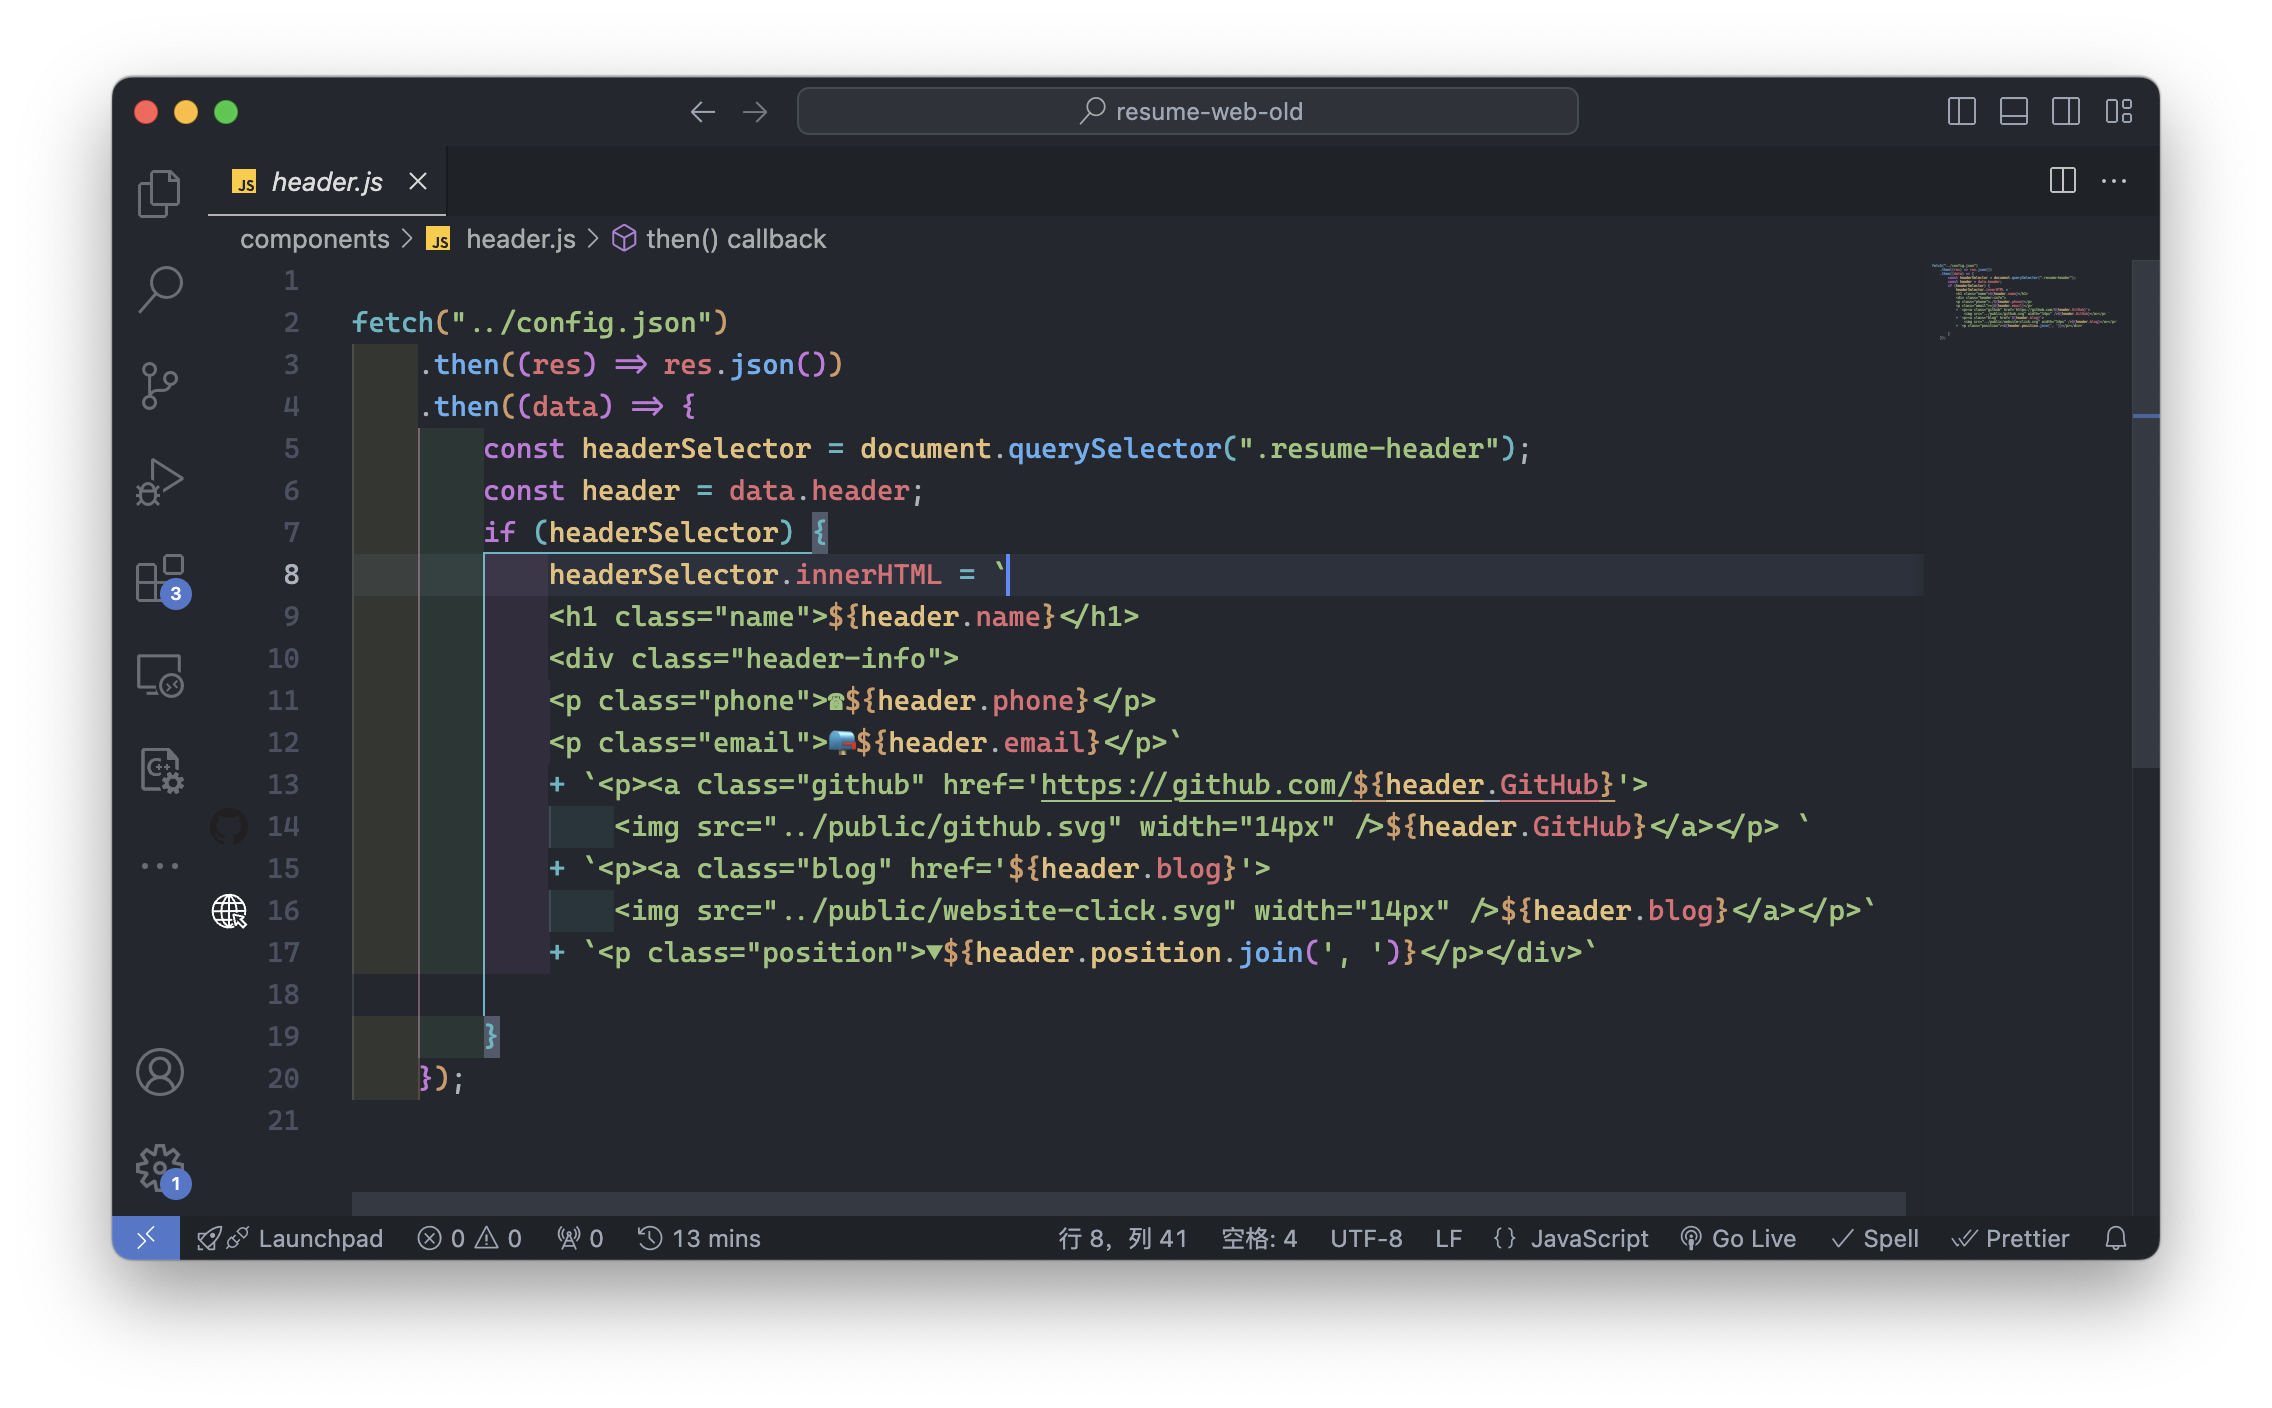 resume-web-old
JS header.js
components > JS header.js > then() callback
1
2 fetch("../config.json")
3 .then((res) => res.json())
4 .then((data) => {
5 const headerSelector = document.querySelector(".resume-header");
6 const header = data.header;
7 if (headerSelector) {
8 headerSelector.innerHTML = `
9 <h1 class="name">${header.name}</h1>
10 <div class="header-info">
11 <p class="phone">☎${header.phone}</p>
12 <p class="email">📪${header.email}</p>`
13 + `<p><a class="github" href='https://github.com/${header.GitHub}'>
14 <img src="../public/github.svg" width="14px" />${header.GitHub}</a></p> `
15 + `<p><a class="blog" href='${header.blog}'>
16 <img src="../public/website-click.svg" width="14px" />${header.blog}</a></p>`
17 + `<p class="position">▼${header.position.join(', ')}</p></div>`
18
19 }
20 });
21
3
C++
1
Launchpad 0 0 0 13 mins 行 8，列 41 空格: 4 UTF-8 LF {} JavaScript Go Live Spell Prettier